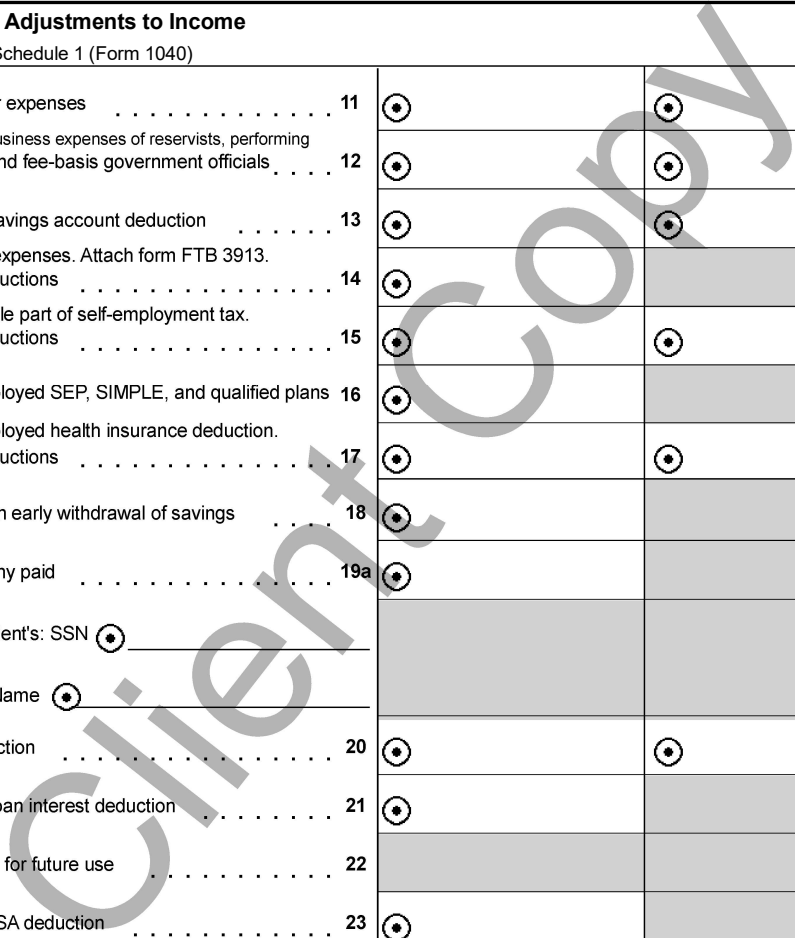 Adjustments to Income
Schedule 1 (Form 1040)
r expenses . . . . . . . . . . . . . 11
usiness expenses of reservists, performing
nd fee-basis government officials . . . . 12
avings account deduction . . . . . 13
expenses. Attach form FTB 3913.
uctions . . . . . . . . . . . . . . . 14
le part of self-employment tax.
uctions . . . . . . . . . . . . . . . 15
loyed SEP, SIMPLE, and qualified plans 16
loyed health insurance deduction.
uctions . . . . . . . . . . . . . . . 17
n early withdrawal of savings . . . . 18
ny paid . . . . . . . . . . . . . . . 19a
ent's: SSN
Name
ction . . . . . . . . . . . . . . . . 20
oan interest deduction . . . . . . . . 21
for future use . . . . . . . . . . . 22
SA deduction . . . . . . . . . . . . 23
Client Copy